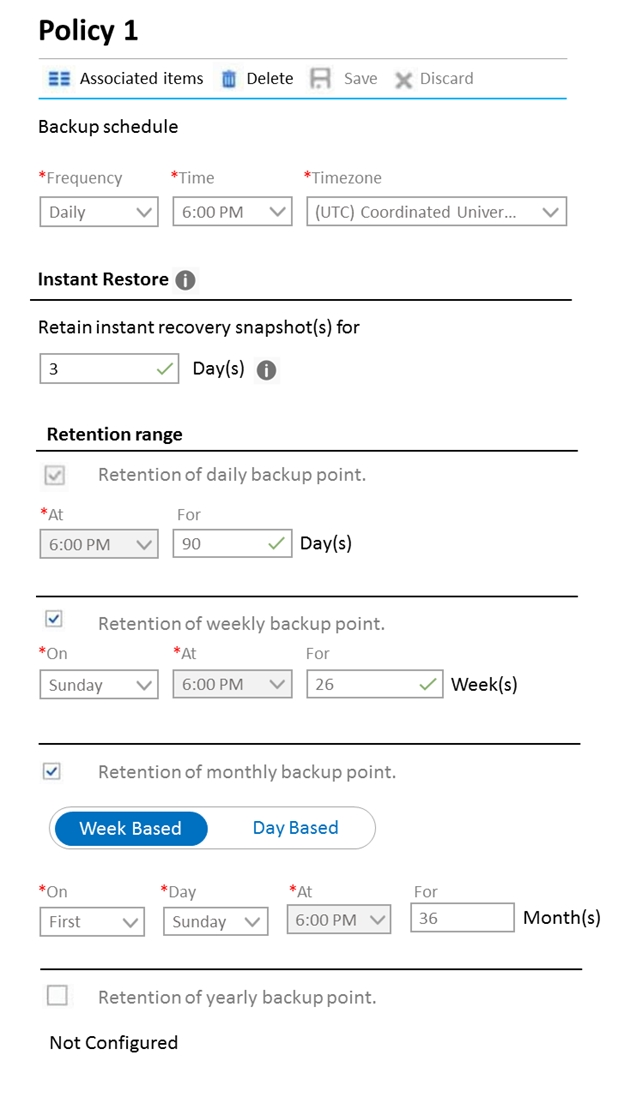 Policy 1
Associated items Delete Save Discard
Backup schedule
*Frequency *Time *Timezone
Daily 6:00 PM (UTC) Coordinated Univer...
Instant Restore i
Retain instant recovery snapshot(s) for
3 Day(s) i
Retention range
Retention of daily backup point.
*At For
6:00 PM 90 Day(s)
Retention of weekly backup point.
*On *At For
Sunday 6:00 PM 26 Week(s)
Retention of monthly backup point.
Week Based Day Based
*On *Day *At For
First Sunday 6:00 PM 36 Month(s)
Retention of yearly backup point.
Not Configured